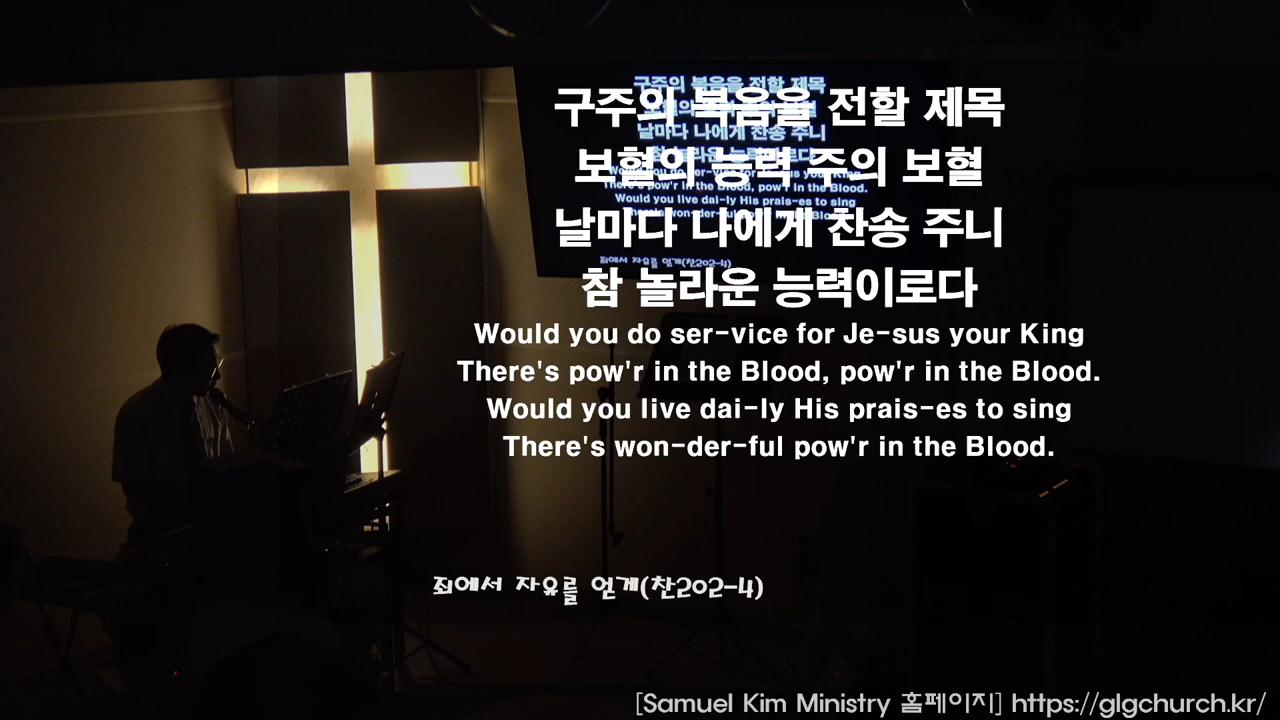 구주의 복음을 전할 제목
보혈의 능력 주의 보혈
날마다 나에게 찬송 주니
참 놀라운 능력이로다
Would you do ser-vice for Je-sus your King
There's pow'r in the Blood, pow'r in the Blood.
Would you live dai-ly His prais-es to sing
There's won-der-ful pow'r in the Blood.
죄에서 자유를 얻게(찬202-4)
[Samuel Kim Ministry 홈페이지] https://glgchurch.kr/